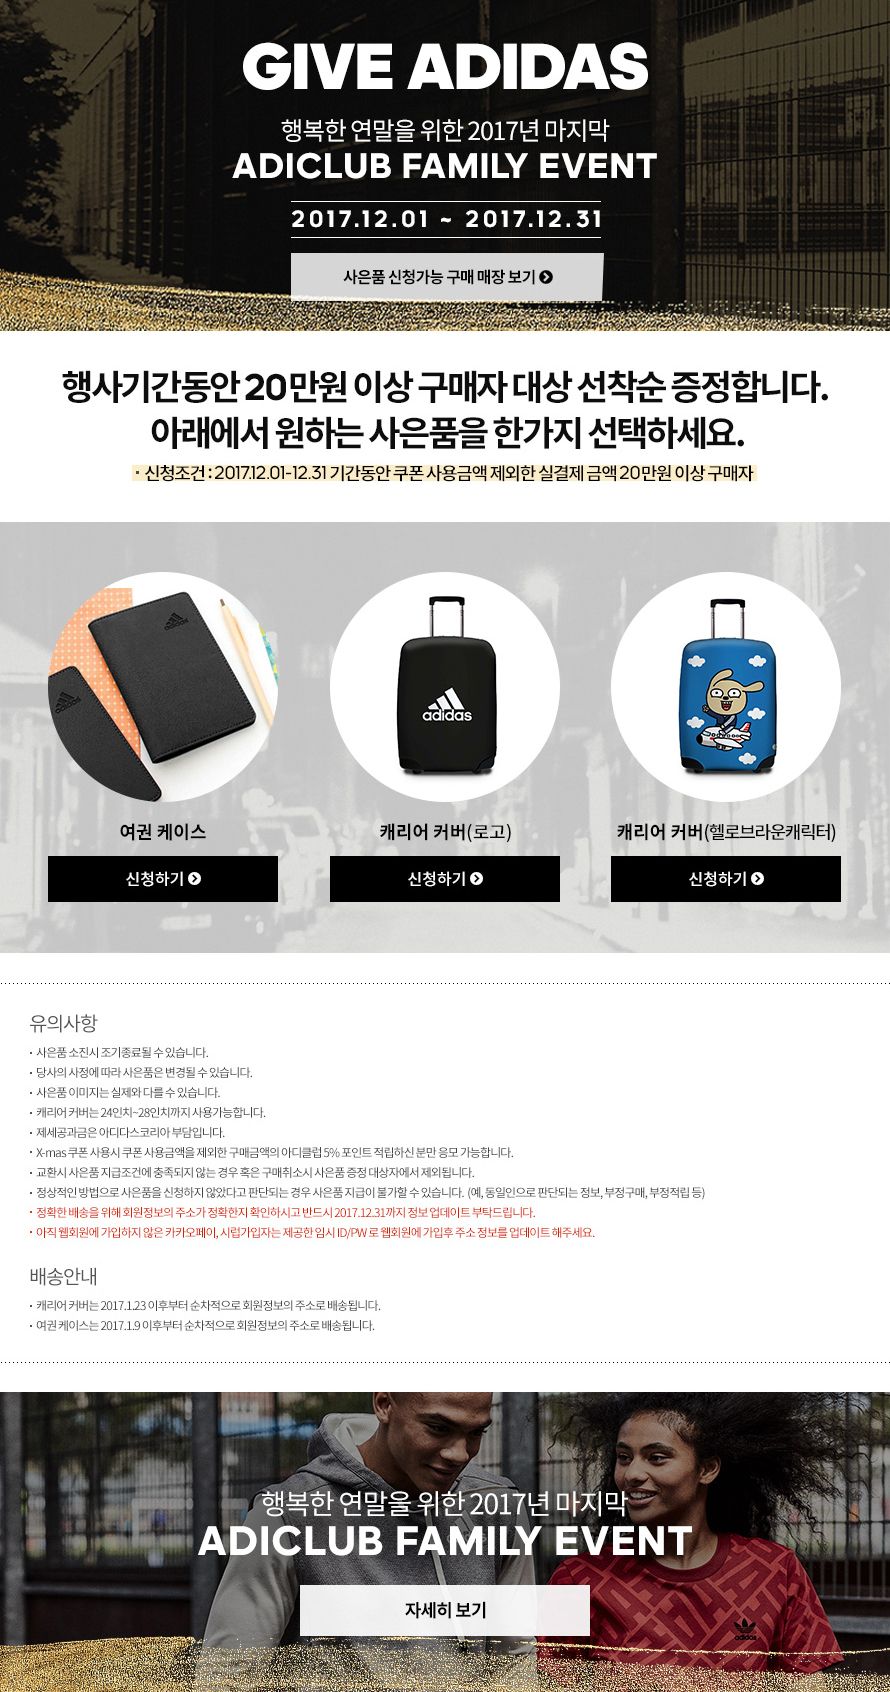 GIVE ADIDAS
행복한 연말을 위한 2017년 마지막
ADICLUB FAMILY EVENT
2017.12.01 ~ 2017.12.31
사은품 신청가능 구매 매장 보기
행사기간동안 20만원 이상 구매자 대상 선착순 증정합니다.
아래에서 원하는 사은품을 한가지 선택하세요.
· 신청조건 : 2017.12.01-12.31 기간동안 쿠폰 사용금액 제외한 실결제 금액 20만원 이상 구매자
adidas
여권 케이스
캐리어 커버(로고)
캐리어 커버(헬로브라운캐릭터)
신청하기
신청하기
신청하기
유의사항
· 사은품 소진시 조기종료될 수 있습니다.
· 당사의 사정에 따라 사은품은 변경될 수 있습니다.
· 사은품 이미지는 실제와 다를 수 있습니다.
· 캐리어 커버는 24인치~28인치까지 사용가능합니다.
· 제세공과금은 아디다스코리아 부담입니다.
· X-mas 쿠폰 사용시 쿠폰 사용금액을 제외한 구매금액의 아디클럽 5% 포인트 적립하신 분만 응모 가능합니다.
· 교환시 사은품 지급조건에 충족되지 않는 경우 혹은 구매취소시 사은품 증정 대상자에서 제외됩니다.
· 정상적인 방법으로 사은품을 신청하지 않았다고 판단되는 경우 사은품 지급이 불가할 수 있습니다. (예, 동일인으로 판단되는 정보, 부정구매, 부정적립 등)
· 정확한 배송을 위해 회원정보의 주소가 정확한지 확인하시고 반드시 2017.12.31까지 정보 업데이트 부탁드립니다.
· 아직 웹회원에 가입하지 않은 카카오페이, 시럽가입자는 제공한 임시 ID/PW 로 웹회원에 가입후 주소 정보를 업데이트 해주세요.
배송안내
· 캐리어 커버는 2017.1.23 이후부터 순차적으로 회원정보의 주소로 배송됩니다.
· 여권 케이스는 2017.1.9 이후부터 순차적으로 회원정보의 주소로 배송됩니다.
행복한 연말을 위한 2017년 마지막
ADICLUB FAMILY EVENT
자세히 보기
adidas